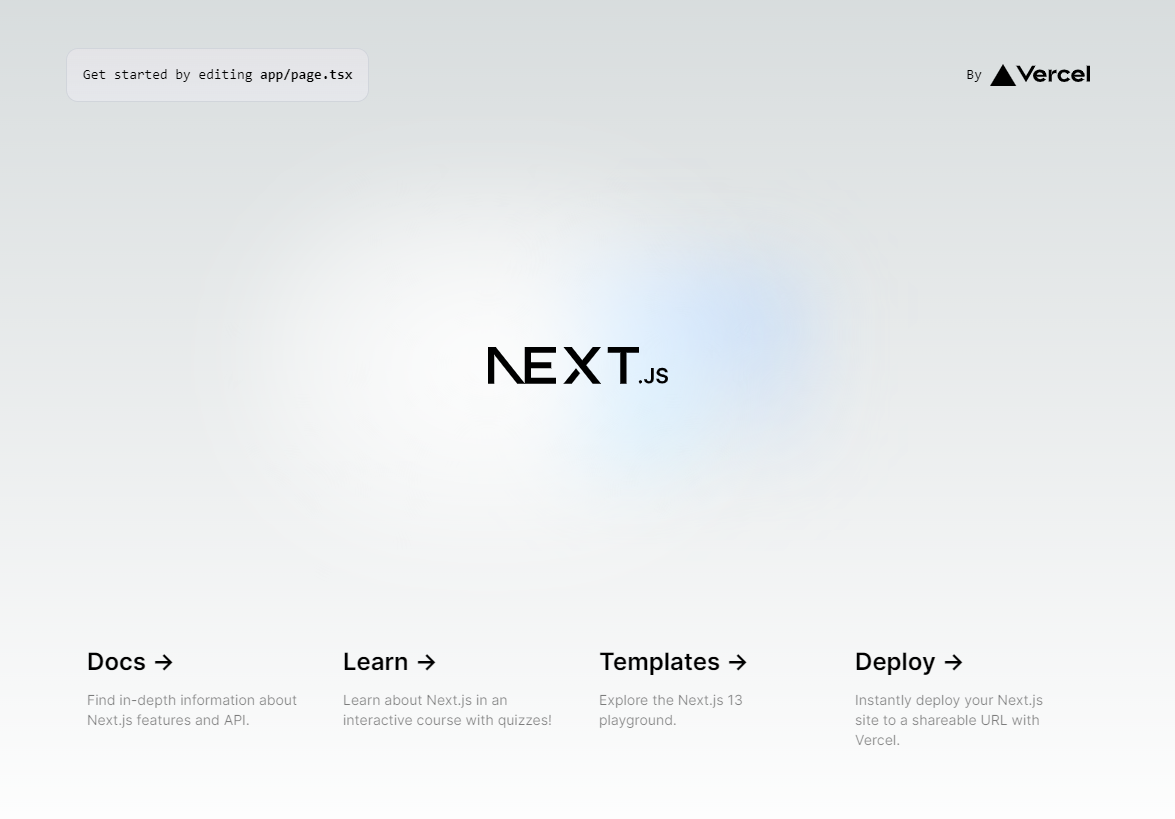 Get started by editing app/page.tsx
By Vercel
NEXT.JS
Docs →
Find in-depth information about
Next.js features and API.
Learn →
Learn about Next.js in an
interactive course with quizzes!
Templates →
Explore the Next.js 13
playground.
Deploy →
Instantly deploy your Next.js
site to a shareable URL with
Vercel.